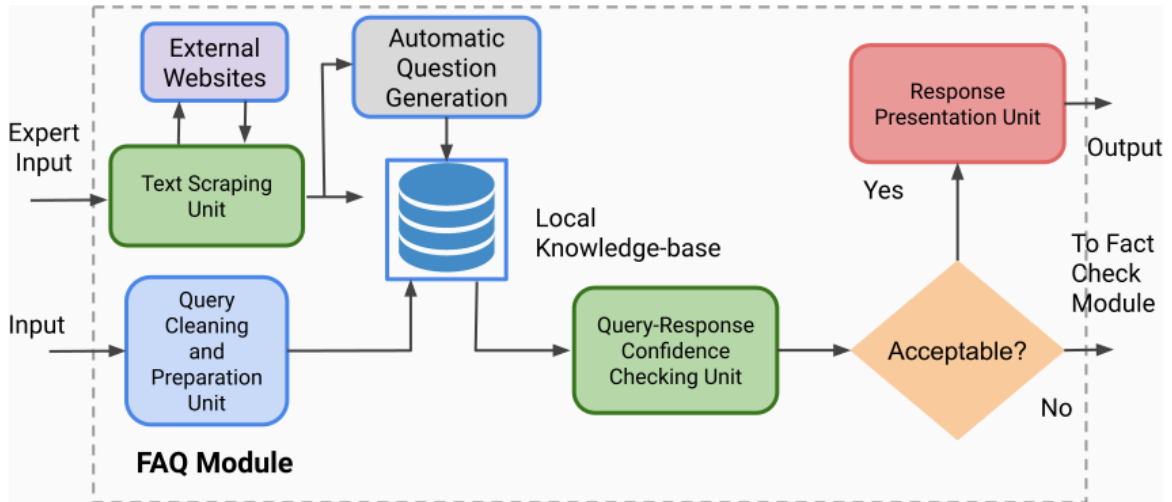 External
Websites
Automatic
Question
Generation
Response
Presentation Unit
Expert
Input
Output
Text Scraping
Unit
Yes
Local
Knowledge-base
To Fact
Check
Module
Input
Query
Cleaning
and
Preparation
Unit
Query-Response
Confidence
Checking Unit
Acceptable?
No
FAQ Module